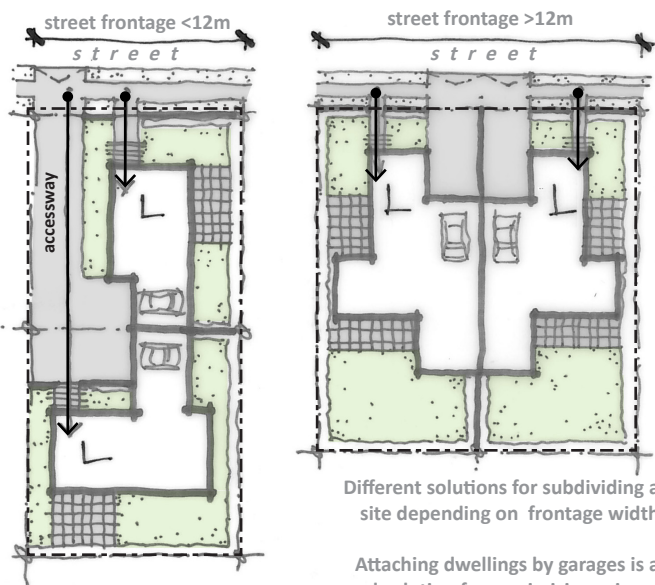 street frontage <12m
street
accessway
street frontage >12m
street
Different solutions for subdividing a
site depending on frontage width
Attaching dwellings by garages is a